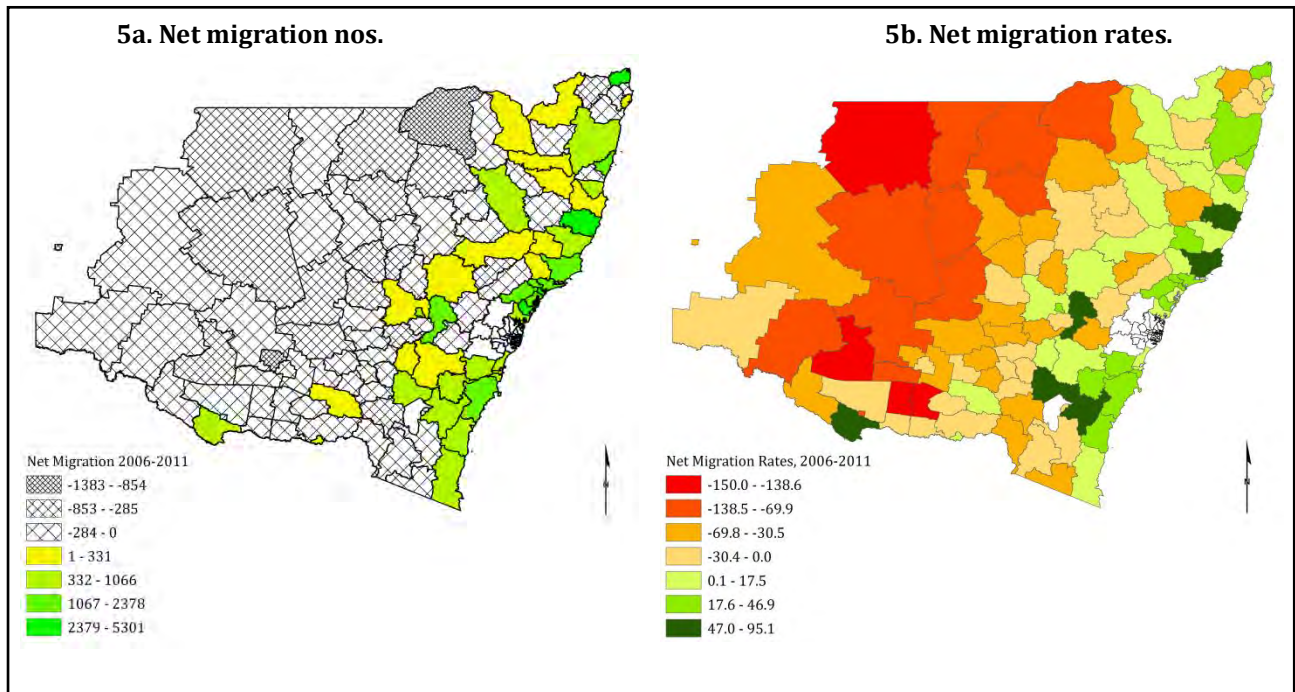 5a. Net migration nos.
5b. Net migration rates.
Net Migration 2006-2011
-1383 - -854
-853 - -285
-284 - 0
1 - 331
332 - 1066
1067 - 2378
2379 - 5301
N
Net Migration Rates, 2006-2011
-150.0 - -138.6
-138.5 - -69.9
-69.8 - -30.5
-30.4 - 0.0
0.1 - 17.5
17.6 - 46.9
47.0 - 95.1
N